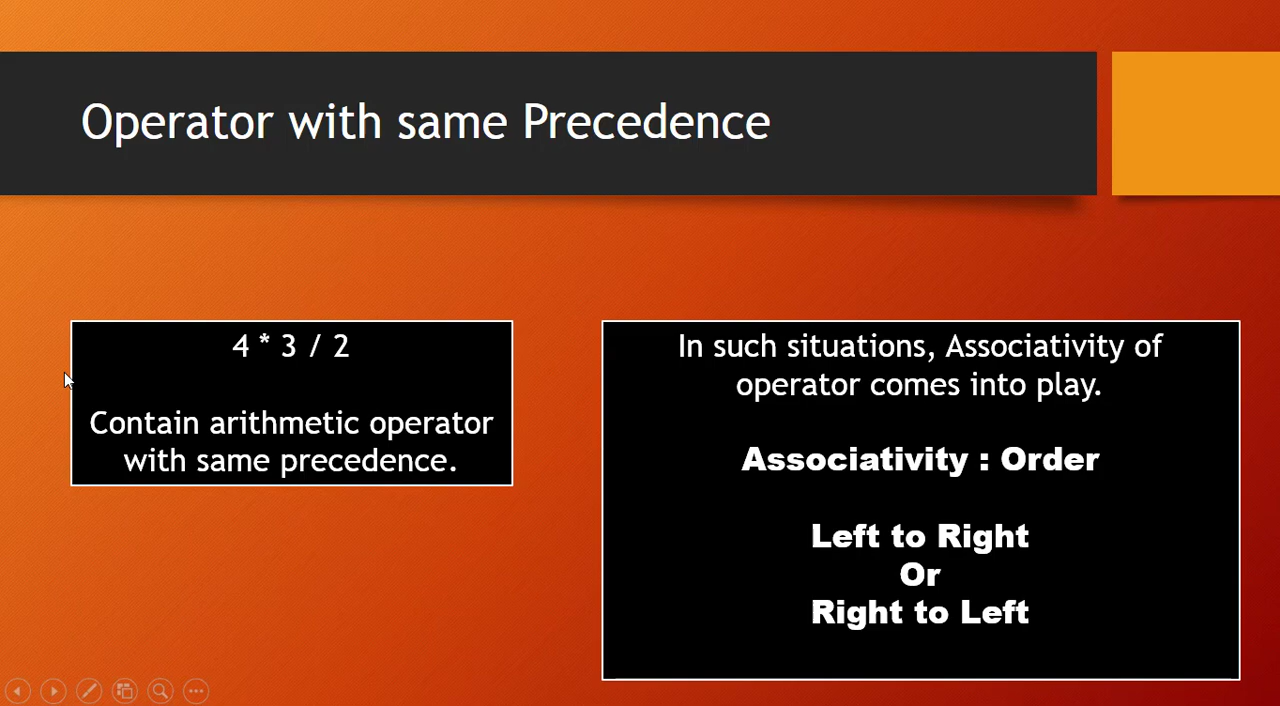 Operator with same Precedence
4 * 3 / 2
Contain arithmetic operator
with same precedence.
In such situations, Associativity of
operator comes into play.
Associativity : Order
Left to Right
Or
Right to Left